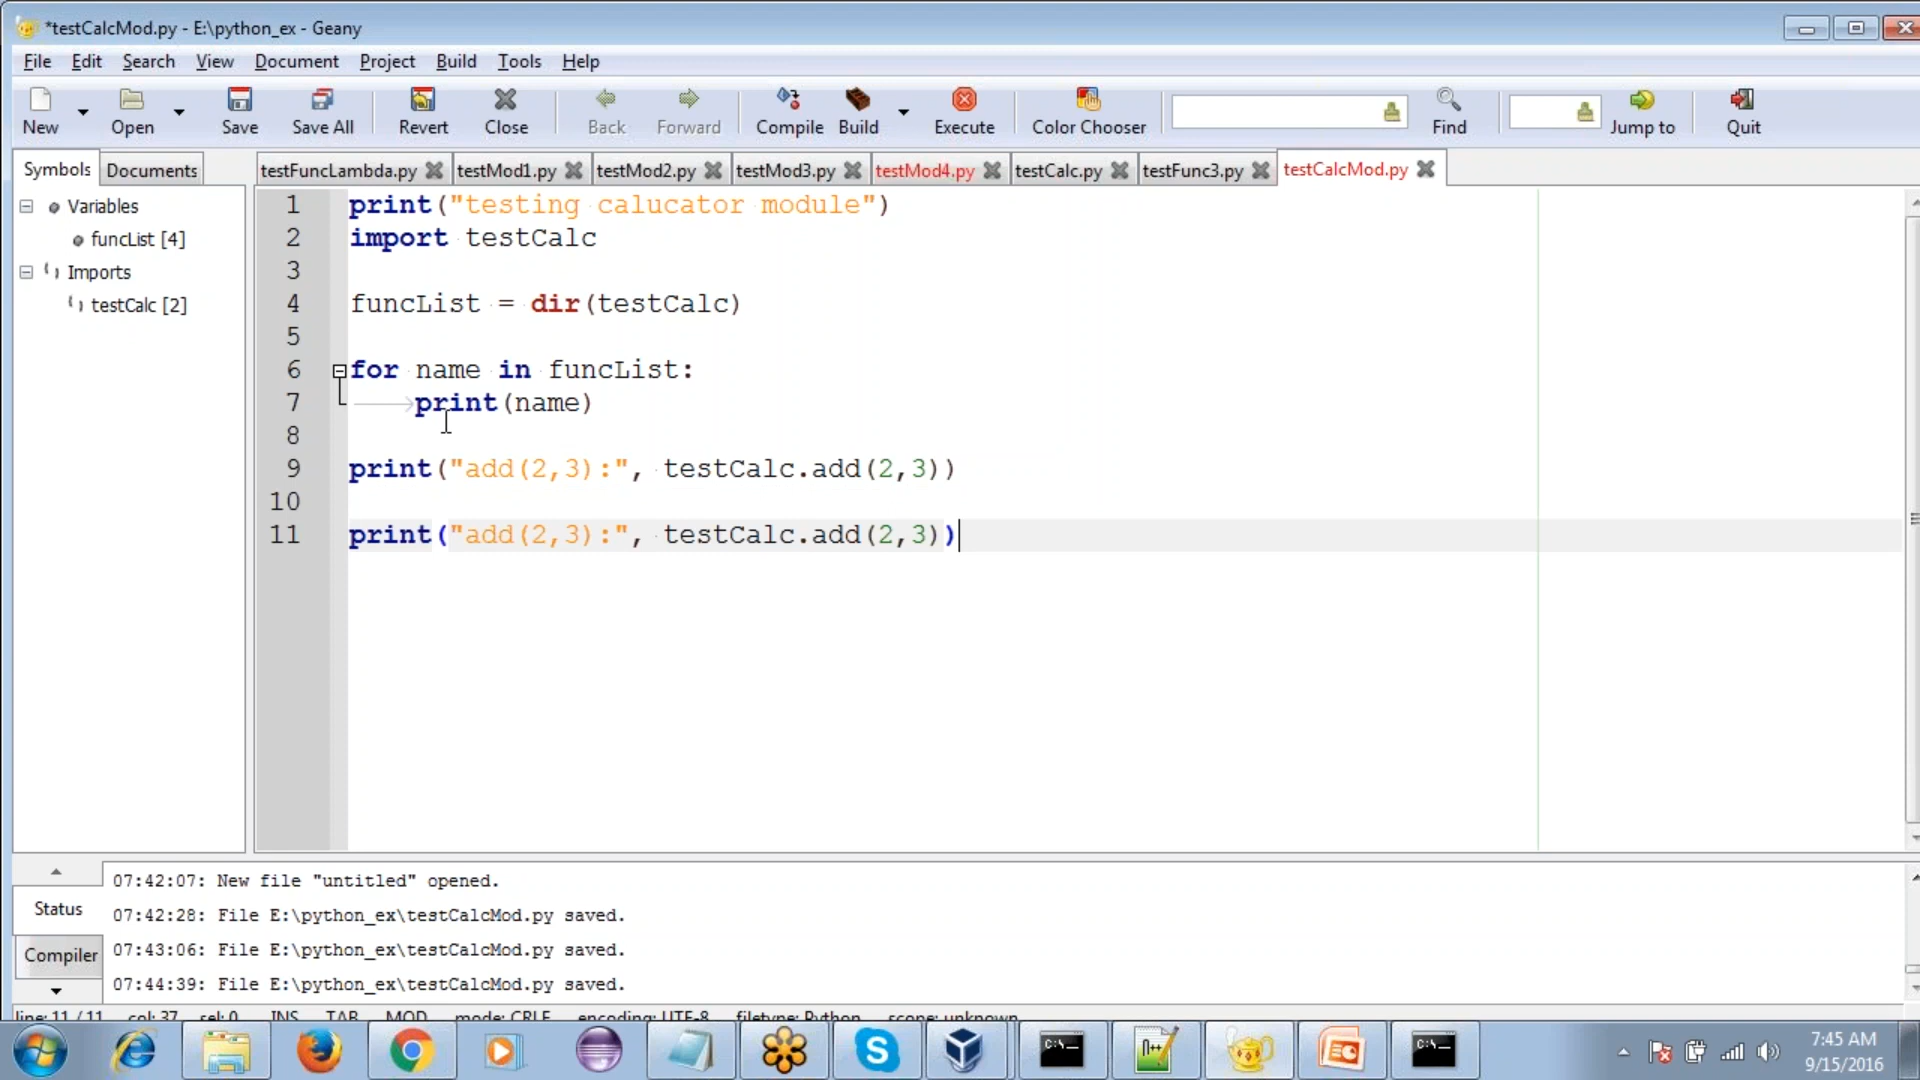 *testCalcMod.py - E:\python_ex - Geany
File Edit Search View Document Project Build Tools Help
New Open Save Save All Revert Close Back Forward Compile Build Execute Color Chooser Find Jump to Quit
Symbols Documents
testFuncLambda.py testMod1.py testMod2.py testMod3.py testMod4.py testCalc.py testFunc3.py testCalcMod.py
Variables
funcList [4]
Imports
testCalc [2]
1 print("testing calucator module")
2 import testCalc
3
4 funcList = dir(testCalc)
5
6 for name in funcList:
7 print(name)
8
9 print("add(2,3):", testCalc.add(2,3))
10
11 print("add(2,3):", testCalc.add(2,3))
Status
Compiler
07:42:07: New file "untitled" opened.
07:42:28: File E:\python_ex\testCalcMod.py saved.
07:43:06: File E:\python_ex\testCalcMod.py saved.
07:44:39: File E:\python_ex\testCalcMod.py saved.
line: 11 / 11 col: 37 sel: 0 INS TAB MOD mode: CRLF encoding: UTF-8 filetype: Python scope: unknown
C:\_
C:\_
7:45 AM
9/15/2016